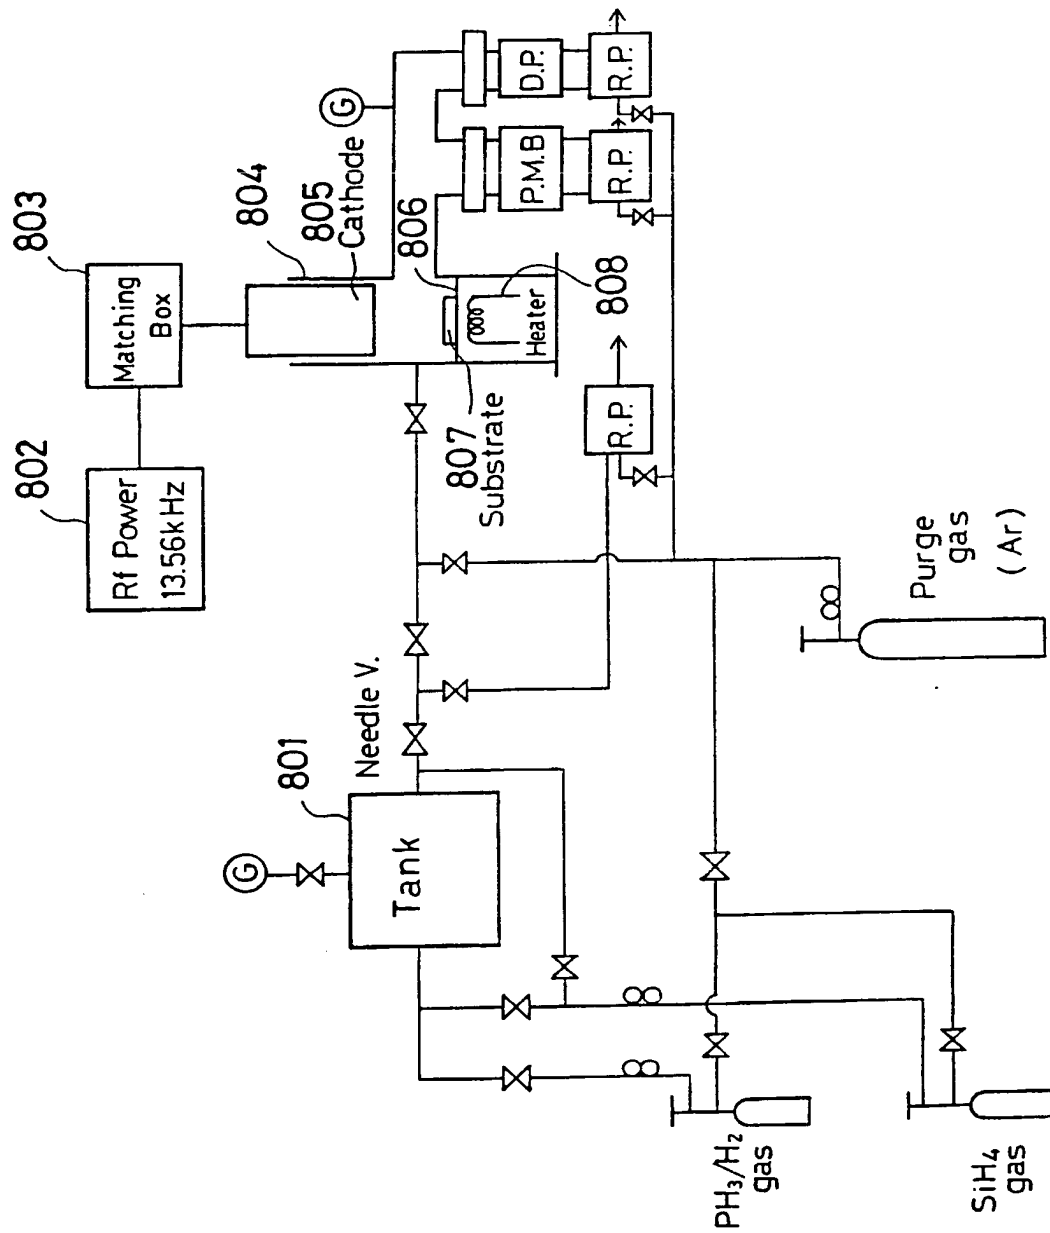 802
Rf Power
13.56kHz
803
Matching
Box
804
805
Cathode
G
806
807
Substrate
Heater
808
D.P.
R.P.
P.M.B
R.P.
R.P.
G
801
Tank
Needle V.
PH3/H2
gas
SiH4
gas
Purge
gas
(Ar)